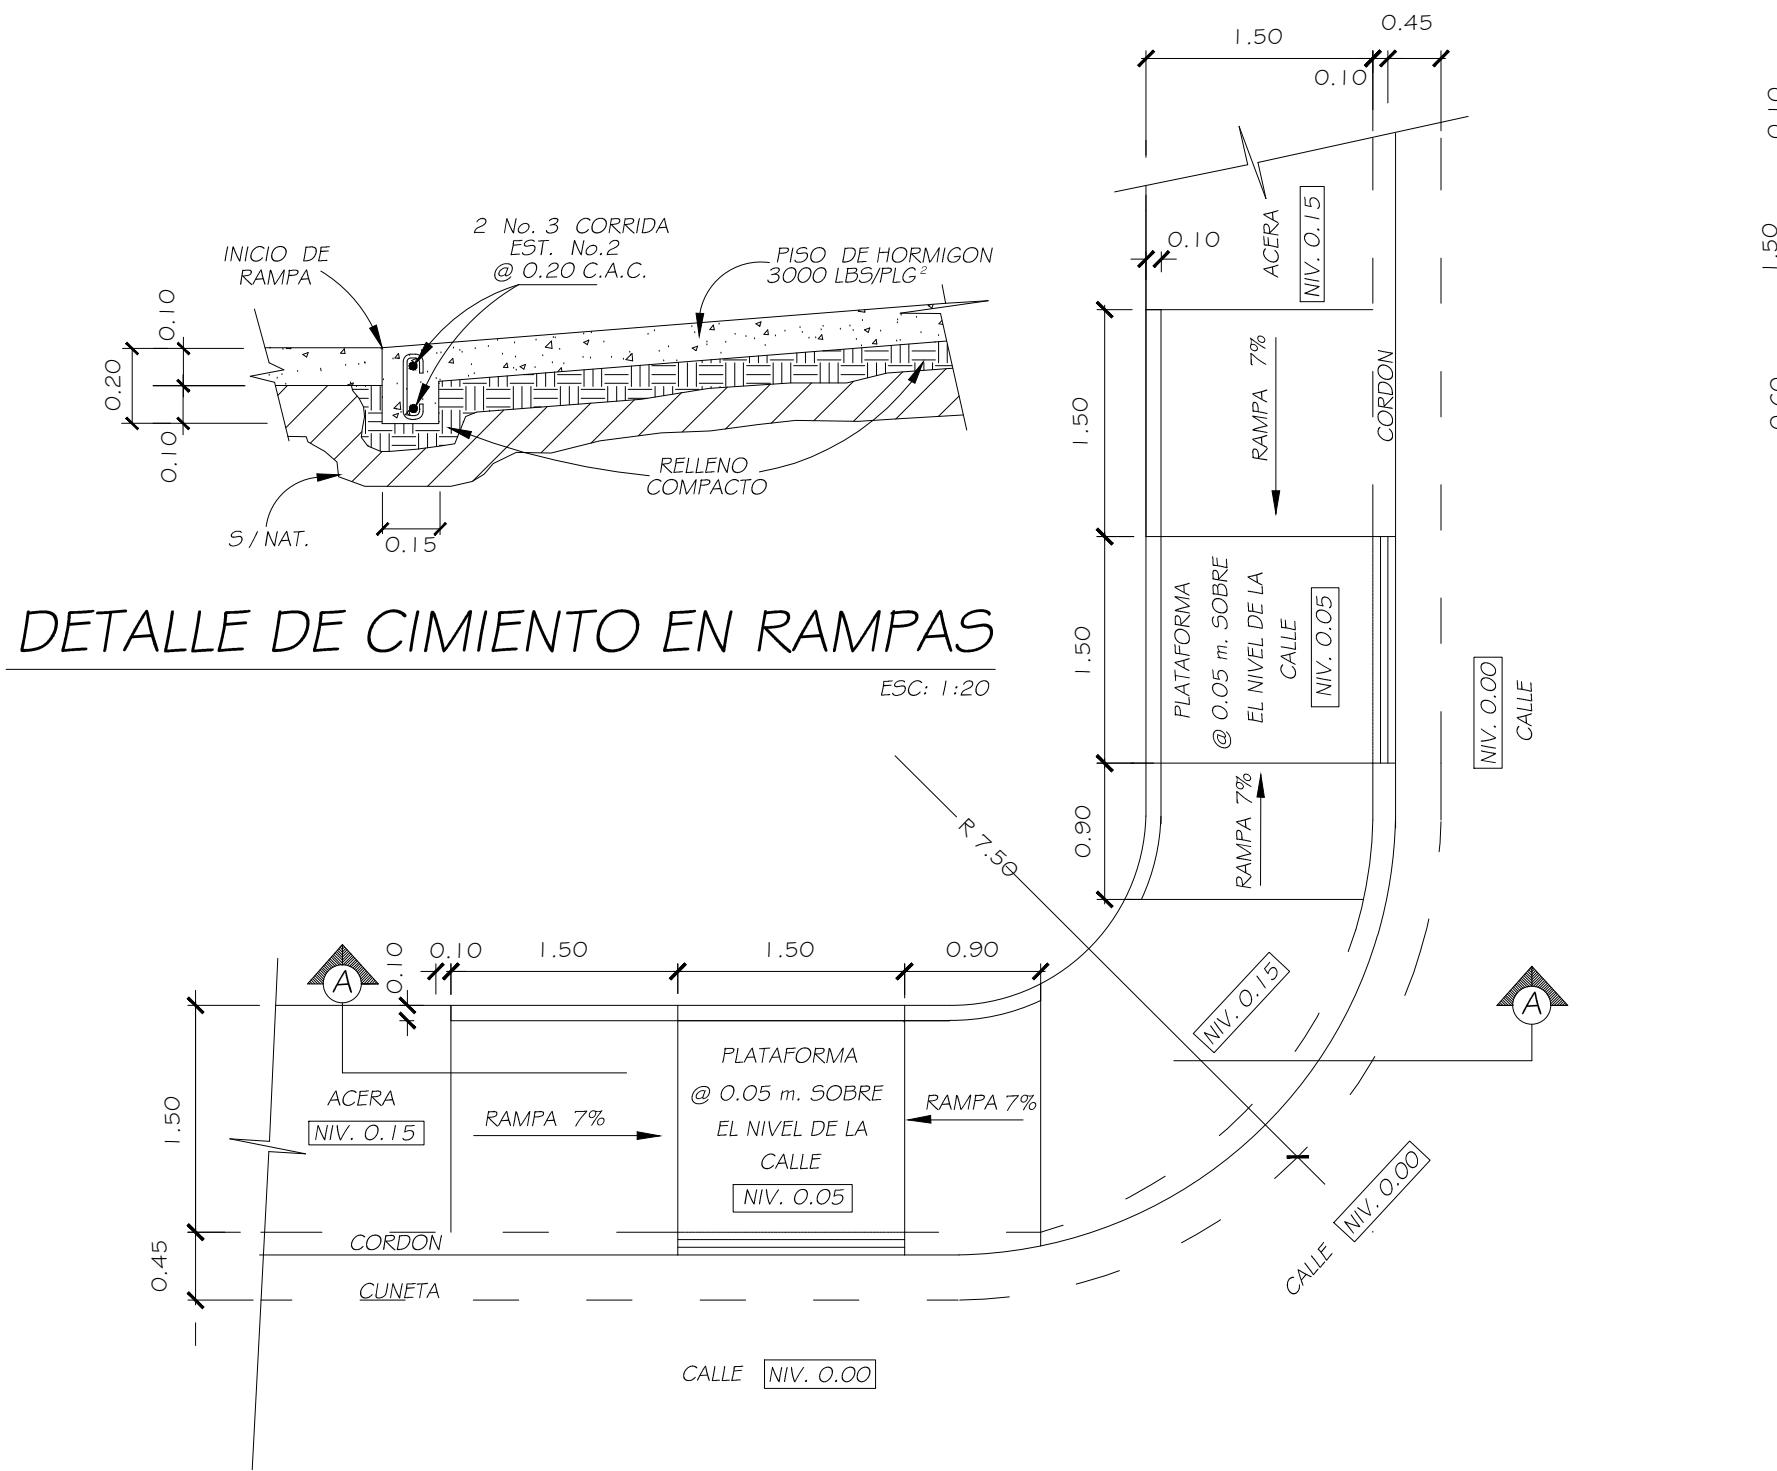 1.50
0.45
0.10
0.10
1.50
0.60
ACERA
NIV. 0.15
0.10
2 No. 3 CORRIDA
EST. No.2
@ 0.20 C.A.C.
INICIO DE
RAMPA
PISO DE HORMIGON
3000 LBS/PLG²
0.10
0.20
0.10
RELLENO
COMPACTO
S / NAT.
0.15
DETALLE DE CIMIENTO EN RAMPAS
ESC: 1:20
1.50
RAMPA 7%
CORDON
1.50
PLATAFORMA
@ 0.05 m. SOBRE
EL NIVEL DE LA
CALLE
NIV. 0.05
NIV. 0.00
CALLE
0.90
RAMPA 7%
R 7.50
0.10
0.10
1.50
1.50
0.90
A
NIV. 0.15
A
1.50
ACERA
NIV. 0.15
RAMPA 7%
PLATAFORMA
@ 0.05 m. SOBRE
EL NIVEL DE LA
CALLE
NIV. 0.05
RAMPA 7%
0.45
CORDON
CUNETA
CALLE NIV. 0.00
CALLE NIV. 0.00